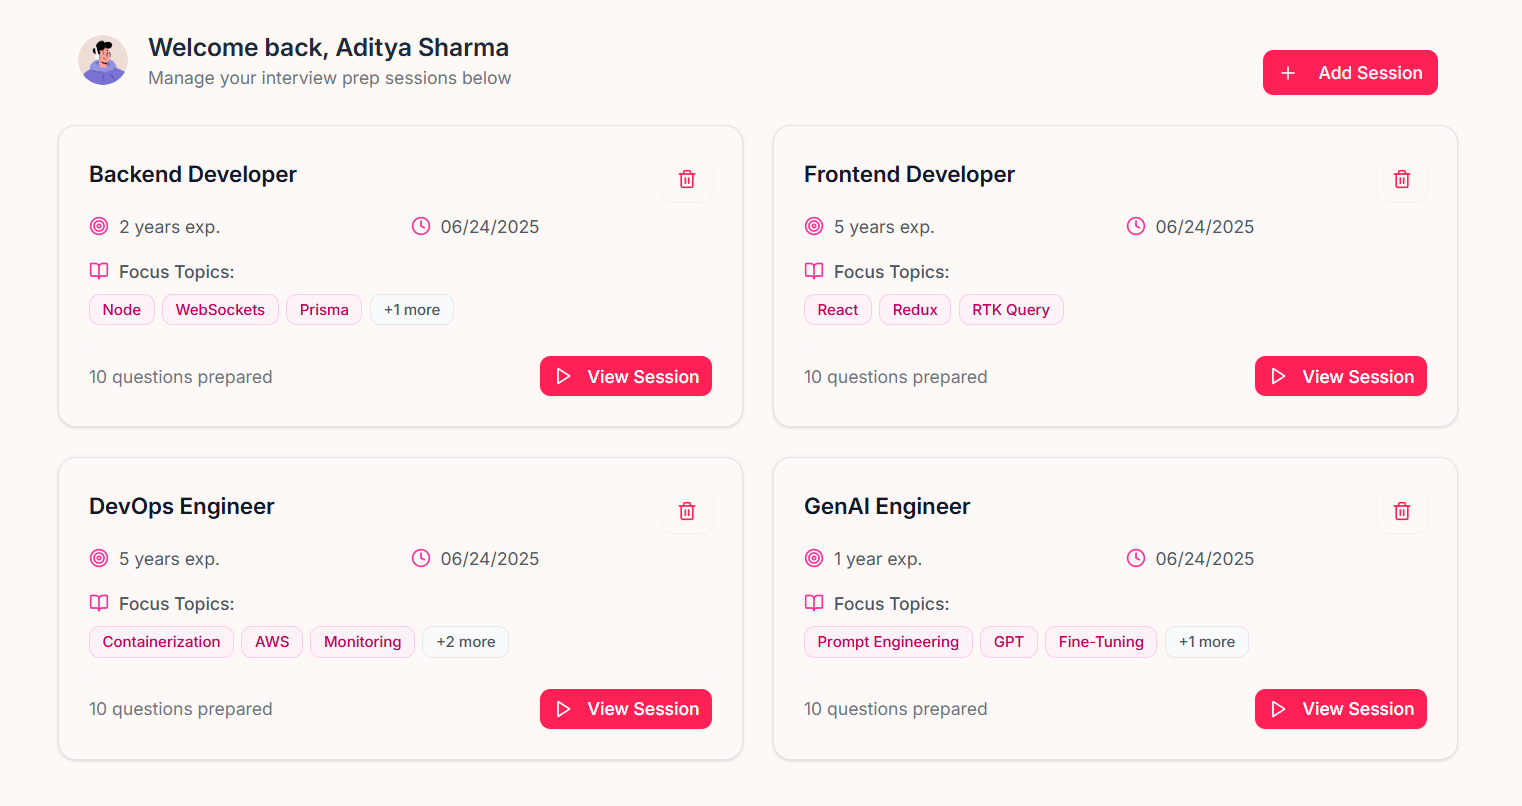 Welcome back, Aditya Sharma
Manage your interview prep sessions below
Add Session
Backend Developer
2 years exp.
06/24/2025
Focus Topics:
Node WebSockets Prisma +1 more
10 questions prepared
View Session
Frontend Developer
5 years exp.
06/24/2025
Focus Topics:
React Redux RTK Query
10 questions prepared
View Session
DevOps Engineer
5 years exp.
06/24/2025
Focus Topics:
Containerization AWS Monitoring +2 more
10 questions prepared
View Session
GenAI Engineer
1 year exp.
06/24/2025
Focus Topics:
Prompt Engineering GPT Fine-Tuning +1 more
10 questions prepared
View Session